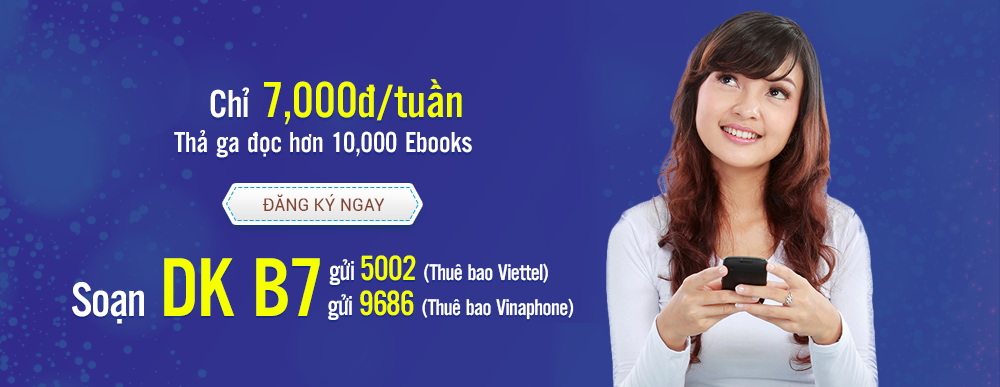 Chỉ 7,000đ/tuần
Thả ga đọc hơn 10,000 Ebooks
ĐĂNG KÝ NGAY
Soạn DK B7 gửi 5002 (Thuê bao Viettel)
gửi 9686 (Thuê bao Vinaphone)